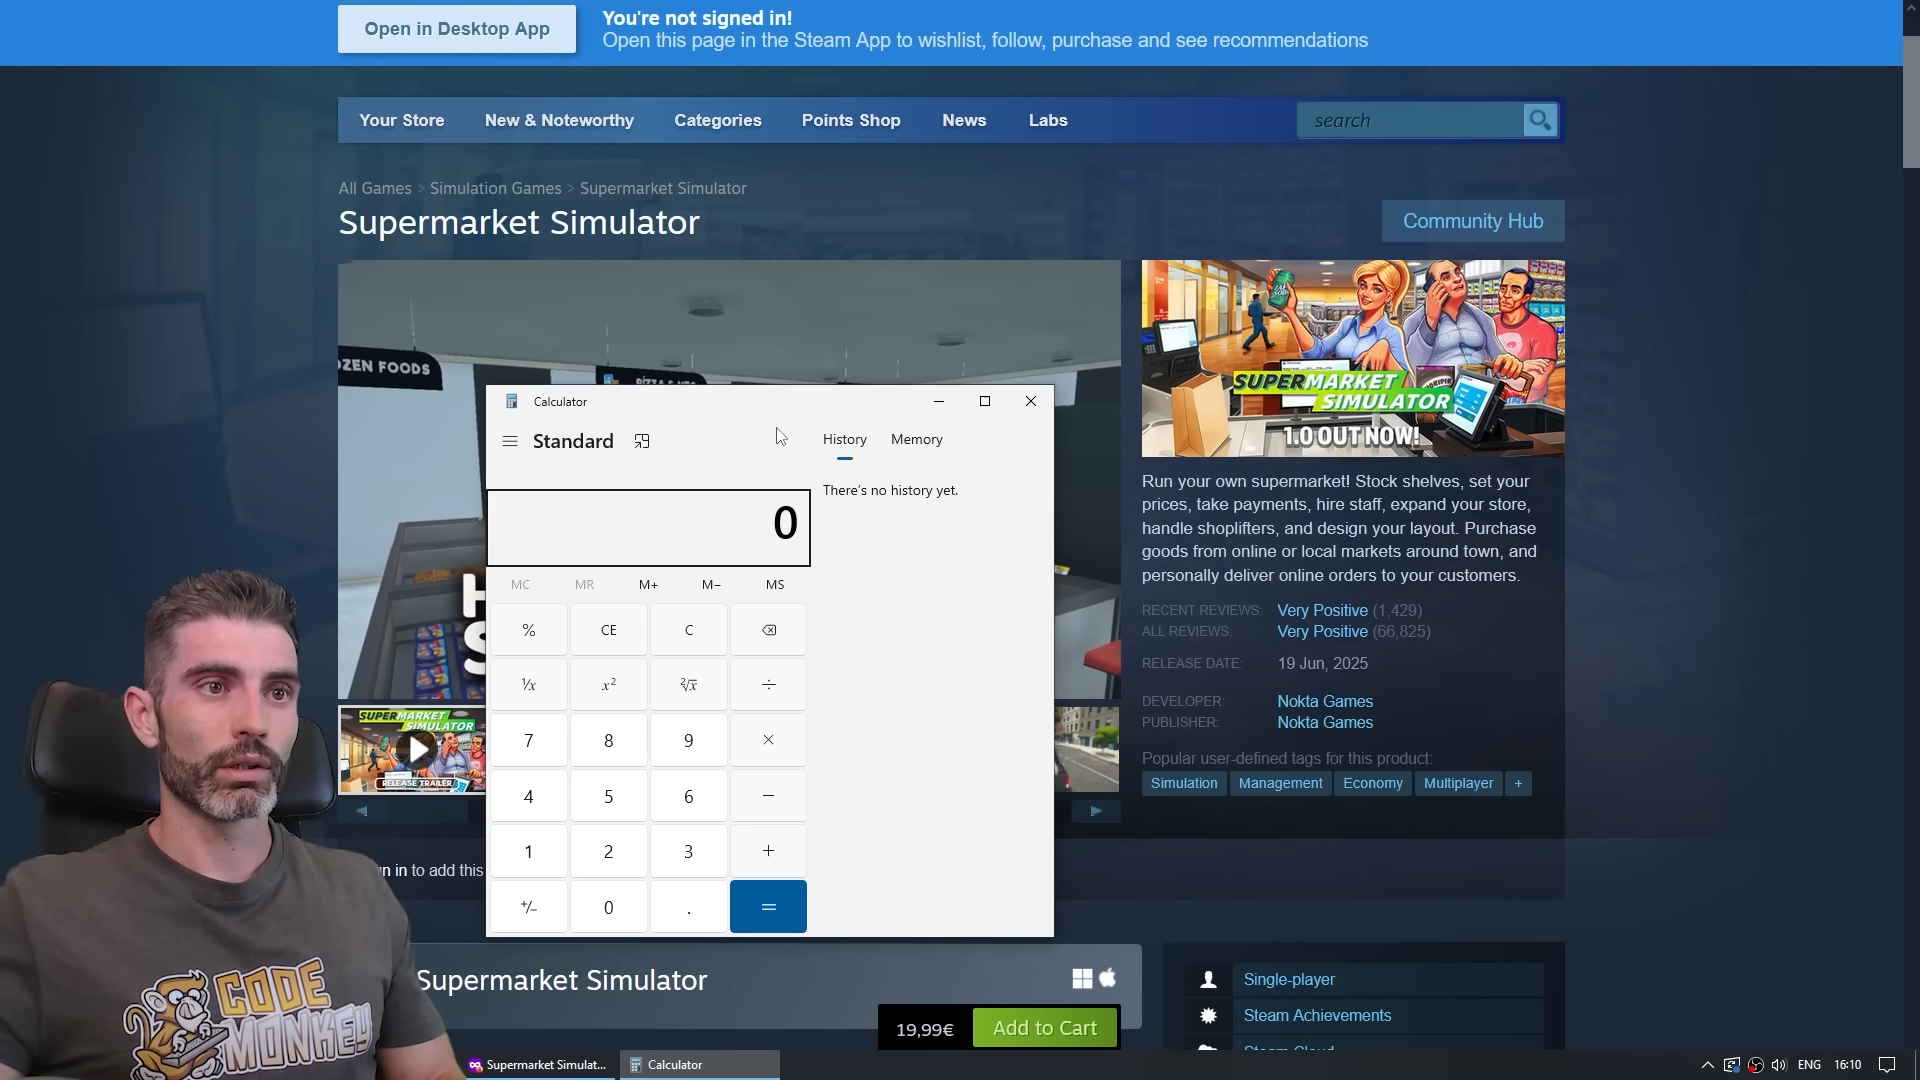 Open in Desktop App
You're not signed in!
Open this page in the Steam App to wishlist, follow, purchase and see recommendations
Your Store
New & Noteworthy
Categories
Points Shop
News
Labs
search
All Games > Simulation Games > Supermarket Simulator
Supermarket Simulator
Community Hub
OZEN FOODS
SUPERMARKET
SIMULATOR
1.0 OUT NOW!
Calculator
Standard
History
Memory
There's no history yet.
0
MC MR M+ M− MS
% CE C
¹/x x² ²√x ÷
7 8 9 ×
4 5 6 −
1 2 3 +
+/− 0 . =
Run your own supermarket! Stock shelves, set your
prices, take payments, hire staff, expand your store,
handle shoplifters, and design your layout. Purchase
goods from online or local markets around town, and
personally deliver online orders to your customers.
RECENT REVIEWS: Very Positive (1,429)
ALL REVIEWS: Very Positive (66,825)
RELEASE DATE: 19 Jun, 2025
DEVELOPER: Nokta Games
PUBLISHER: Nokta Games
Popular user-defined tags for this product:
Simulation Management Economy Multiplayer +
SUPERMARKET
SIMULATOR
RELEASE TRAILER
in to add this
Supermarket Simulator
19,99€
Add to Cart
Single-player
Steam Achievements
Steam Cloud
CODE
MONKEY
Supermarket Simulat...
Calculator
ENG
16:10